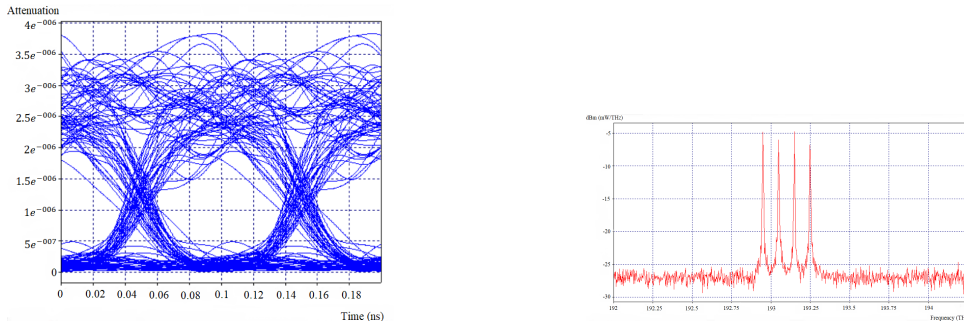 Attenuation
4e⁻⁰⁰⁶
3.5e⁻⁰⁰⁶
3e⁻⁰⁰⁶
2.5e⁻⁰⁰⁶
2e⁻⁰⁰⁶
1.5e⁻⁰⁰⁶
1e⁻⁰⁰⁶
5e⁻⁰⁰⁷
0
0 0.02 0.04 0.06 0.08 0.1 0.12 0.14 0.16 0.18
Time (ns)
dBm (mW/THz)
-5
-10
-15
-20
-25
-30
192 192.25 192.5 192.75 193 193.25 193.5 193.75 194
Frequency (TH